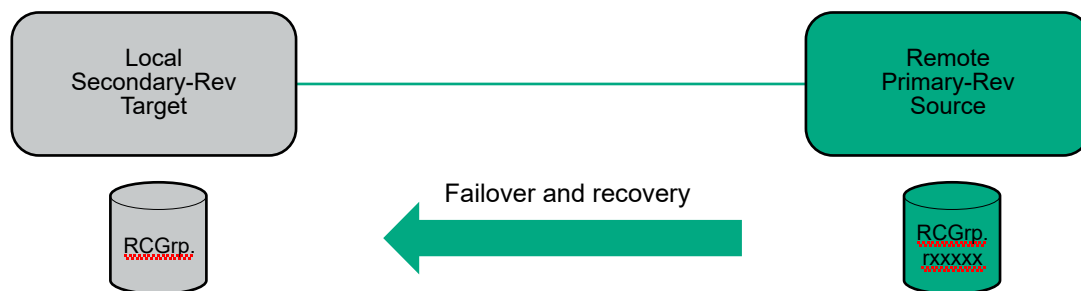 Local
Secondary-Rev
Target
Remote
Primary-Rev
Source
Failover and recovery
RCGrp.
RCGrp.
rxxxxx